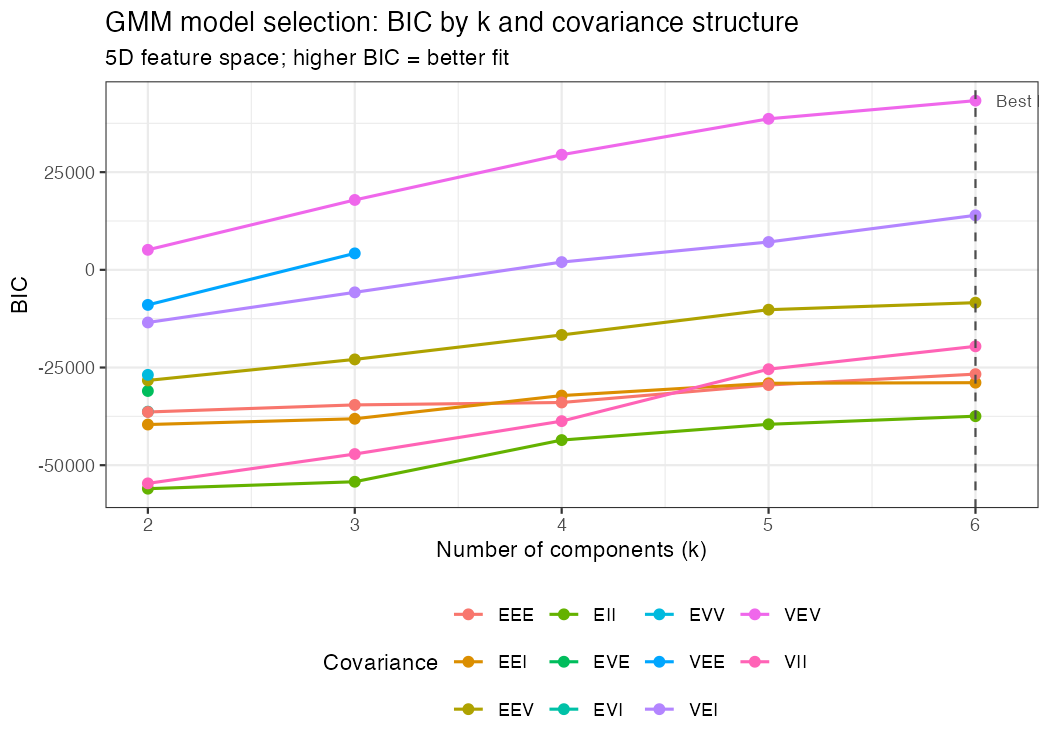 GMM model selection: BIC by k and covariance structure
5D feature space; higher BIC = better fit
Best
25000
0
-25000
-50000
BIC
2 3 4 5 6
Number of components (k)
EEE EII EVV VEV
Covariance EEI EVE VEE VII
EEV EVI VEI